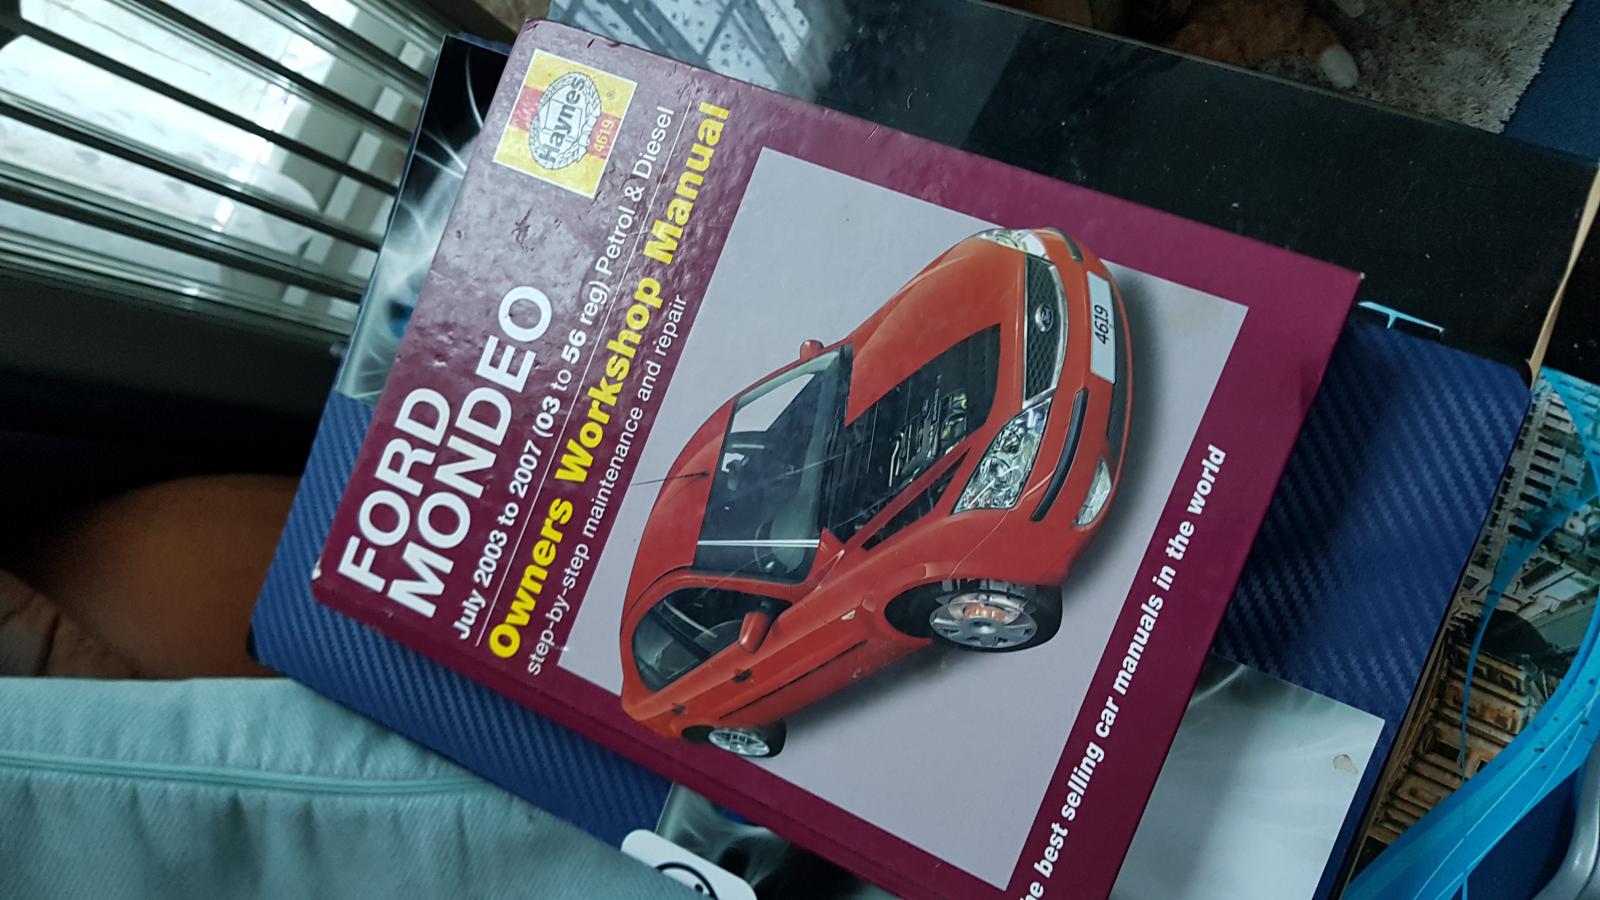 Haynes
4619
®
FORD
MONDEO
July 2003 to 2007 (03 to 56 reg) Petrol & Diesel
Owners Workshop Manual
step-by-step maintenance and repair
4619
best selling car manuals in the world